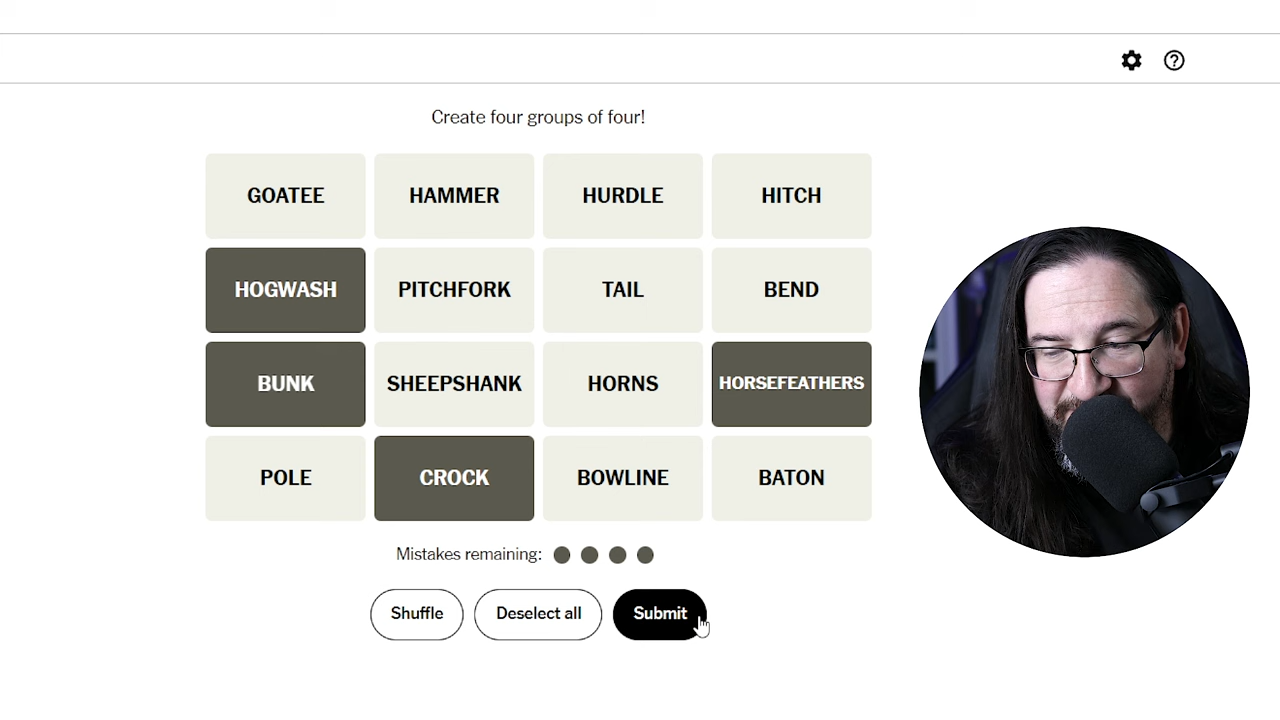 Create four groups of four!
GOATEE HAMMER HURDLE HITCH
HOGWASH PITCHFORK TAIL BEND
BUNK SHEEPSHANK HORNS HORSEFEATHERS
POLE CROCK BOWLINE BATON
Mistakes remaining:
Shuffle Deselect all Submit